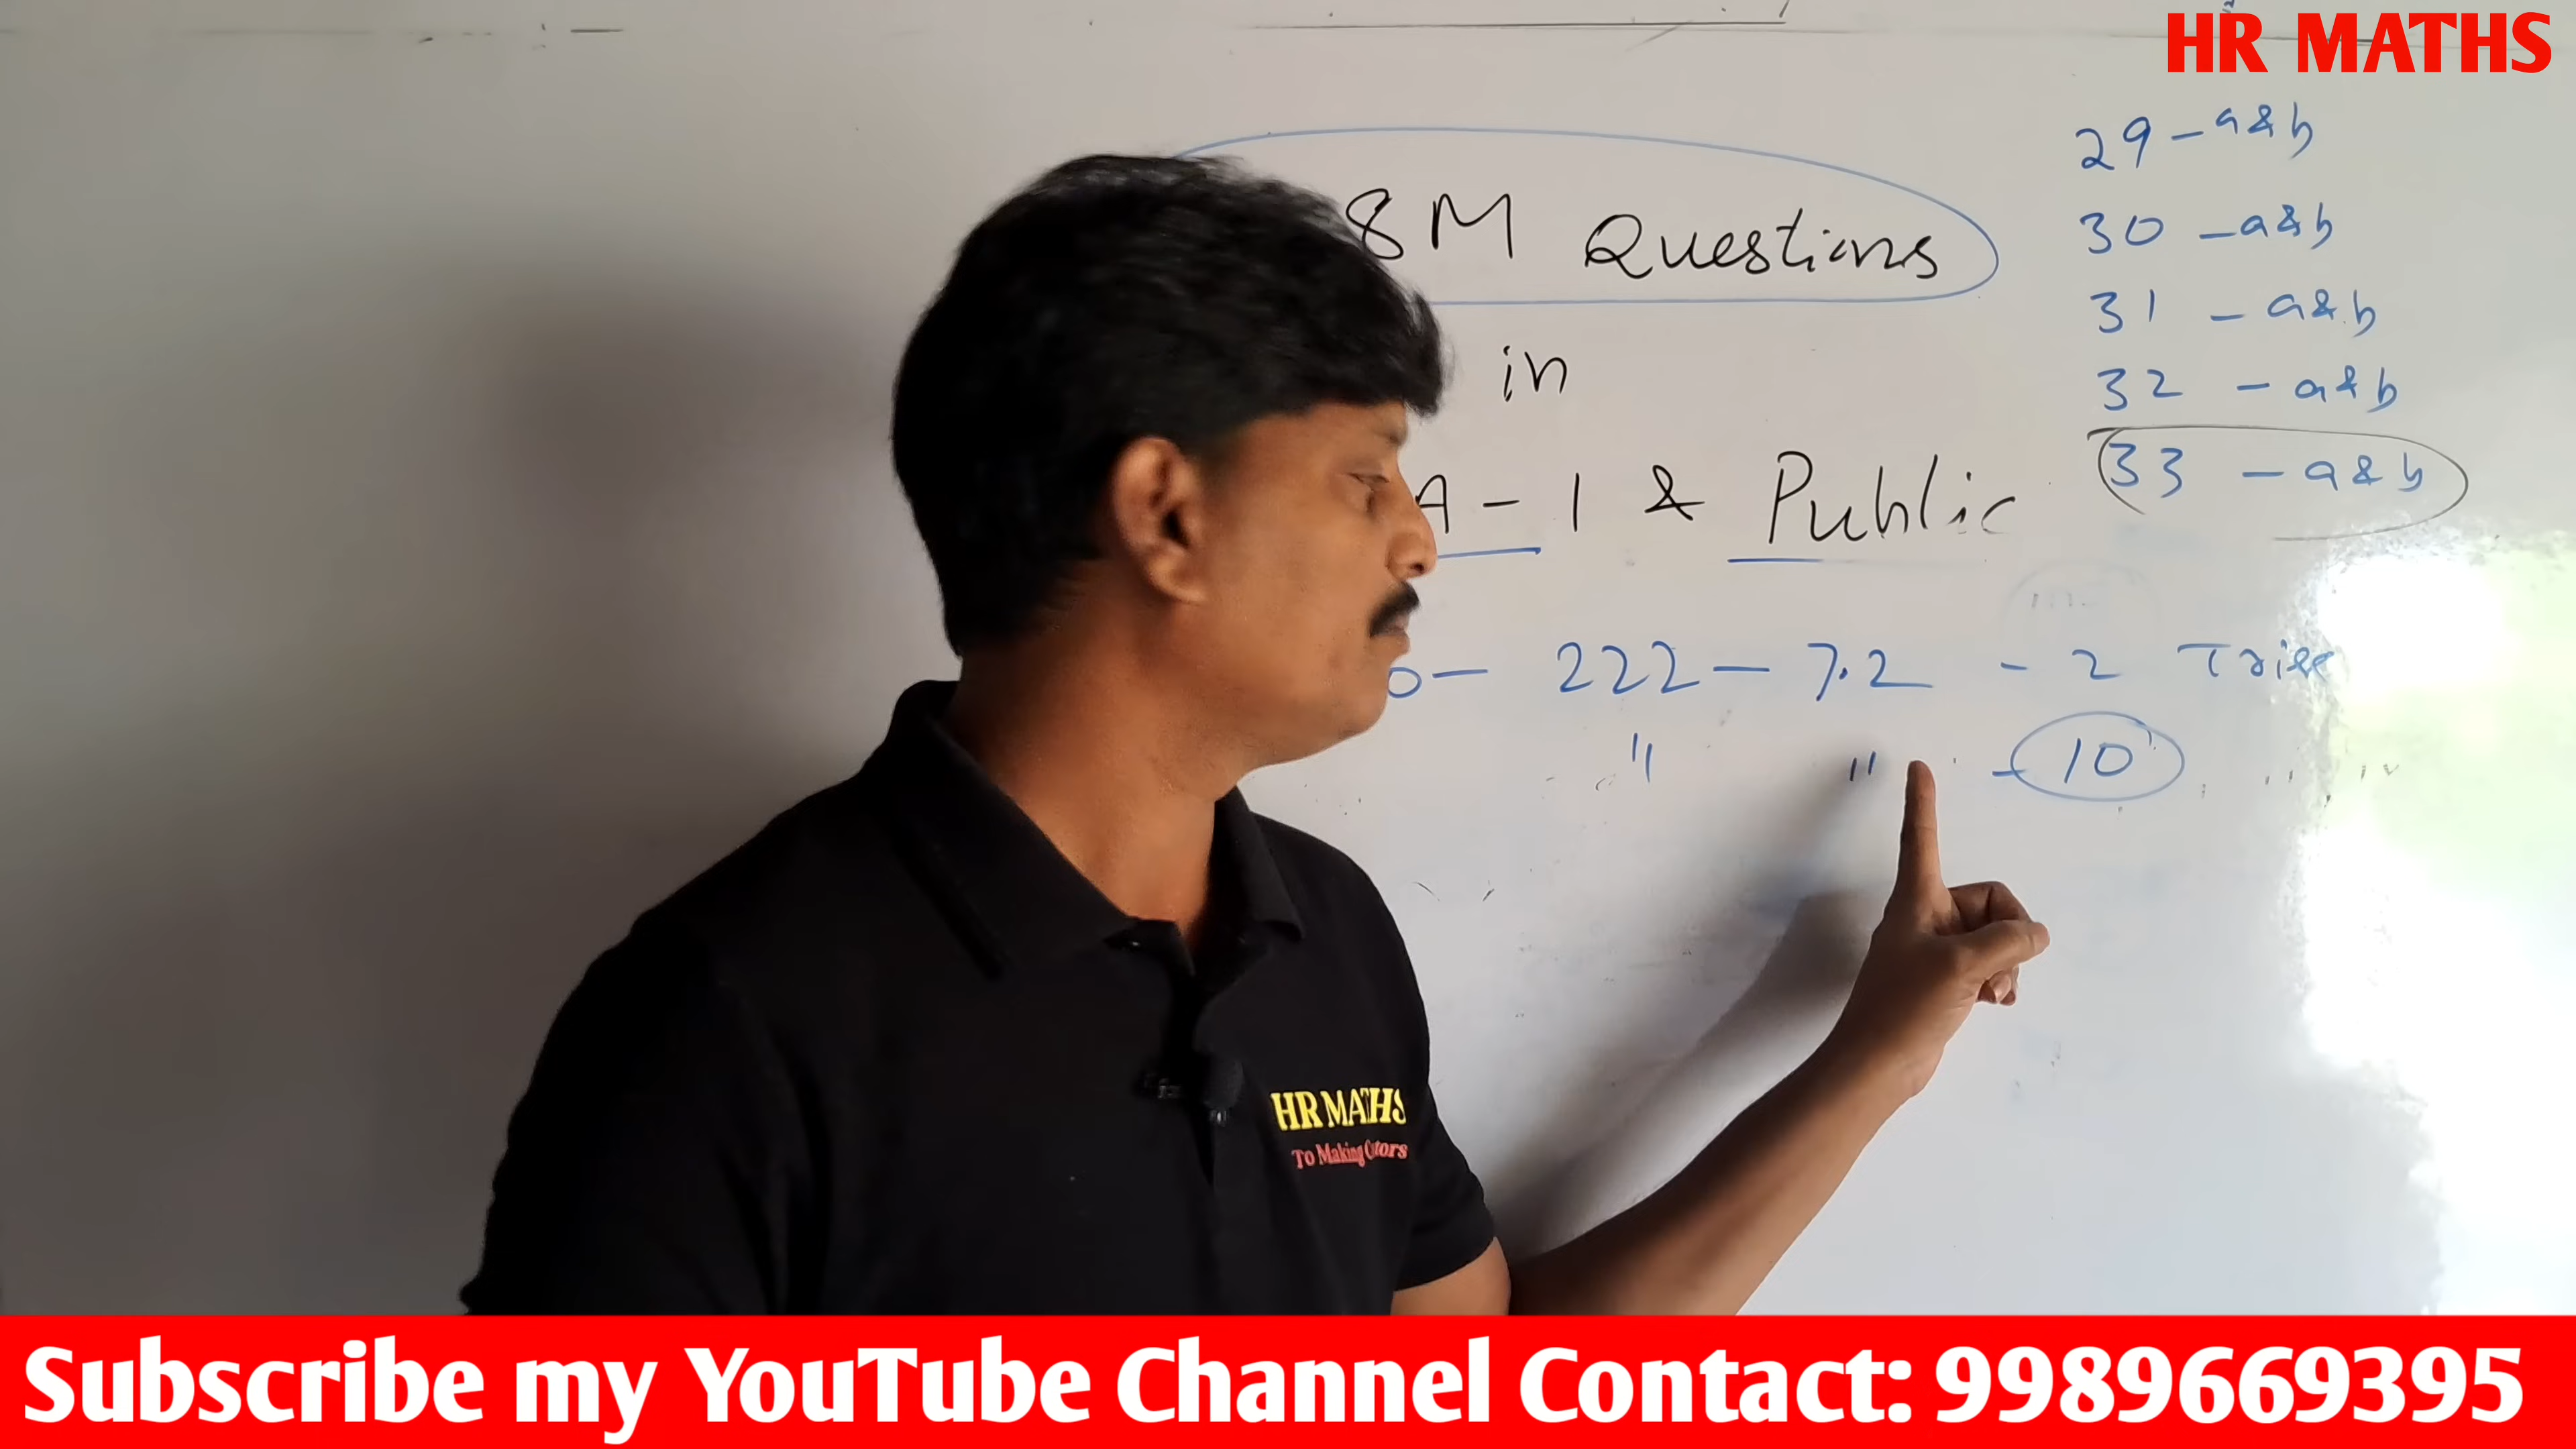 HR MATHS
29 - a & b
30 - a & b
31 - a & b
32 - a & b
33 - a & b
8M Questions
in
A - 1 & Public
0 - 222 - 7.2 - 2
" " - 10
HR MATHS
To Making
Subscribe my YouTube Channel Contact: 9989669395